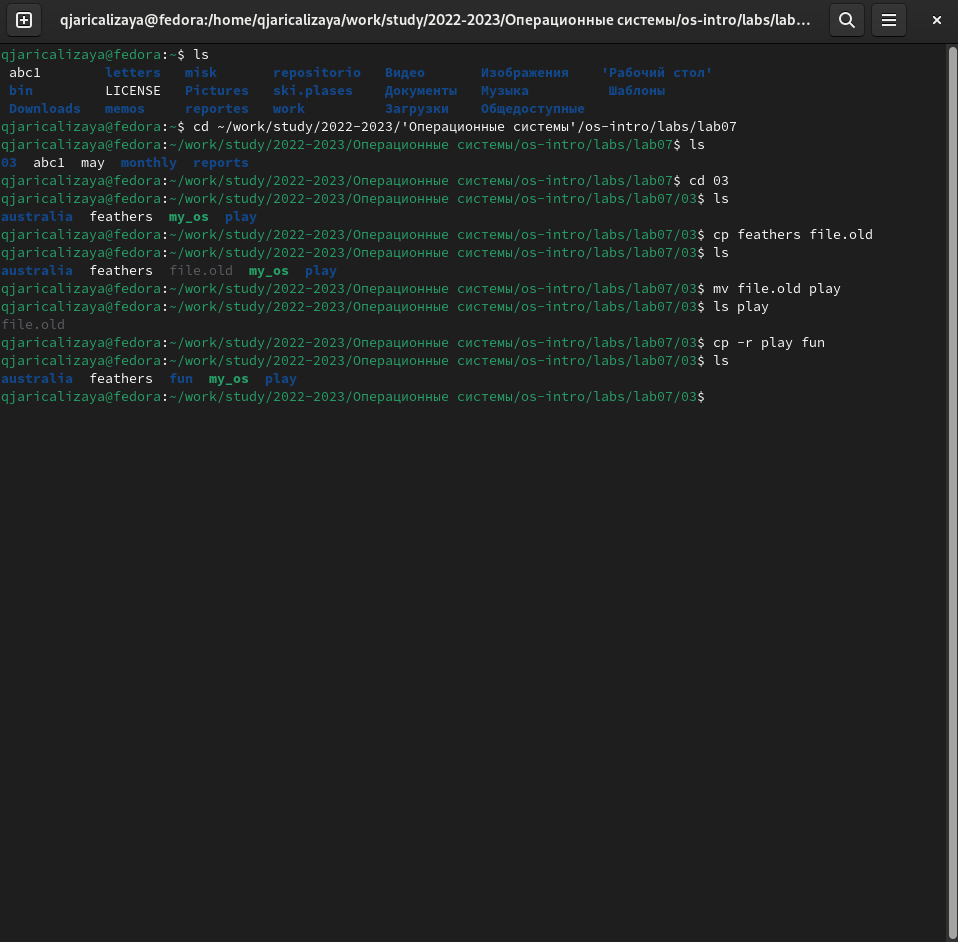 qjaricalizaya@fedora:/home/qjaricalizaya/work/study/2022-2023/Операционные системы/os-intro/labs/lab...
qjaricalizaya@fedora:~$ ls
abc1 letters misk repositorio Видео Изображения 'Рабочий стол'
bin LICENSE Pictures ski.plases Документы Музыка Шаблоны
Downloads memos reportes work Загрузки Общедоступные
qjaricalizaya@fedora:~$ cd ~/work/study/2022-2023/'Операционные системы'/os-intro/labs/lab07
qjaricalizaya@fedora:~/work/study/2022-2023/Операционные системы/os-intro/labs/lab07$ ls
03 abc1 may monthly reports
qjaricalizaya@fedora:~/work/study/2022-2023/Операционные системы/os-intro/labs/lab07$ cd 03
qjaricalizaya@fedora:~/work/study/2022-2023/Операционные системы/os-intro/labs/lab07/03$ ls
australia feathers my_os play
qjaricalizaya@fedora:~/work/study/2022-2023/Операционные системы/os-intro/labs/lab07/03$ cp feathers file.old
qjaricalizaya@fedora:~/work/study/2022-2023/Операционные системы/os-intro/labs/lab07/03$ ls
australia feathers file.old my_os play
qjaricalizaya@fedora:~/work/study/2022-2023/Операционные системы/os-intro/labs/lab07/03$ mv file.old play
qjaricalizaya@fedora:~/work/study/2022-2023/Операционные системы/os-intro/labs/lab07/03$ ls play
file.old
qjaricalizaya@fedora:~/work/study/2022-2023/Операционные системы/os-intro/labs/lab07/03$ cp -r play fun
qjaricalizaya@fedora:~/work/study/2022-2023/Операционные системы/os-intro/labs/lab07/03$ ls
australia feathers fun my_os play
qjaricalizaya@fedora:~/work/study/2022-2023/Операционные системы/os-intro/labs/lab07/03$